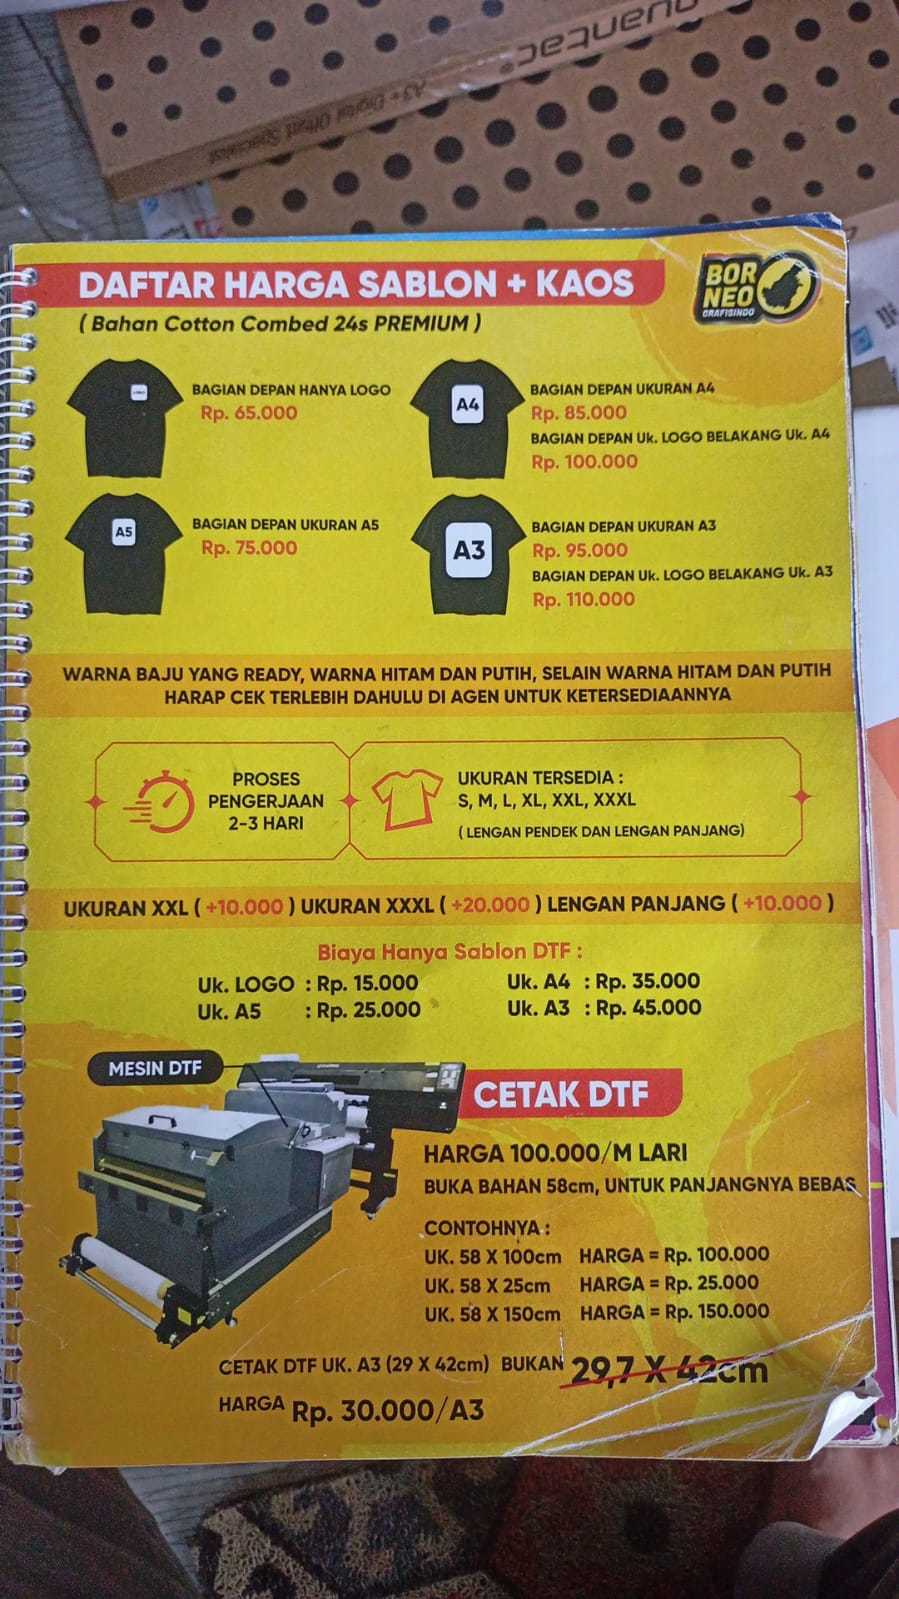 quantac
A3+ Digital Offset Specialist
DAFTAR HARGA SABLON + KAOS
( Bahan Cotton Combed 24s PREMIUM )
BOR
NEO
GRAFISINDO
BAGIAN DEPAN HANYA LOGO
Rp. 65.000
A4
BAGIAN DEPAN UKURAN A4
Rp. 85.000
BAGIAN DEPAN Uk. LOGO BELAKANG Uk. A4
Rp. 100.000
A5
BAGIAN DEPAN UKURAN A5
Rp. 75.000
A3
BAGIAN DEPAN UKURAN A3
Rp. 95.000
BAGIAN DEPAN Uk. LOGO BELAKANG Uk. A3
Rp. 110.000
WARNA BAJU YANG READY, WARNA HITAM DAN PUTIH, SELAIN WARNA HITAM DAN PUTIH
HARAP CEK TERLEBIH DAHULU DI AGEN UNTUK KETERSEDIAANNYA
PROSES
PENGERJAAN
2-3 HARI
UKURAN TERSEDIA :
S, M, L, XL, XXL, XXXL
( LENGAN PENDEK DAN LENGAN PANJANG)
UKURAN XXL ( +10.000 ) UKURAN XXXL ( +20.000 ) LENGAN PANJANG ( +10.000 )
Biaya Hanya Sablon DTF :
Uk. LOGO : Rp. 15.000
Uk. A4 : Rp. 35.000
Uk. A5 : Rp. 25.000
Uk. A3 : Rp. 45.000
MESIN DTF
CETAK DTF
HARGA 100.000/M LARI
BUKA BAHAN 58cm, UNTUK PANJANGNYA BEBAS
CONTOHNYA :
UK. 58 X 100cm HARGA = Rp. 100.000
UK. 58 X 25cm HARGA = Rp. 25.000
UK. 58 X 150cm HARGA = Rp. 150.000
CETAK DTF UK. A3 (29 X 42cm) BUKAN 29,7 X 42cm
HARGA Rp. 30.000/A3